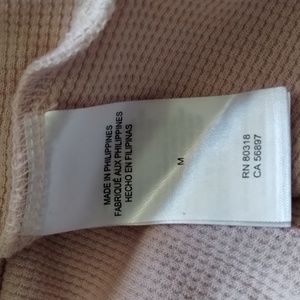 MADE IN PHILIPPINES
FABRIQUÉ AUX PHILIPPINES
HECHO EN FILIPINAS
M
RN 80318
CA 56897